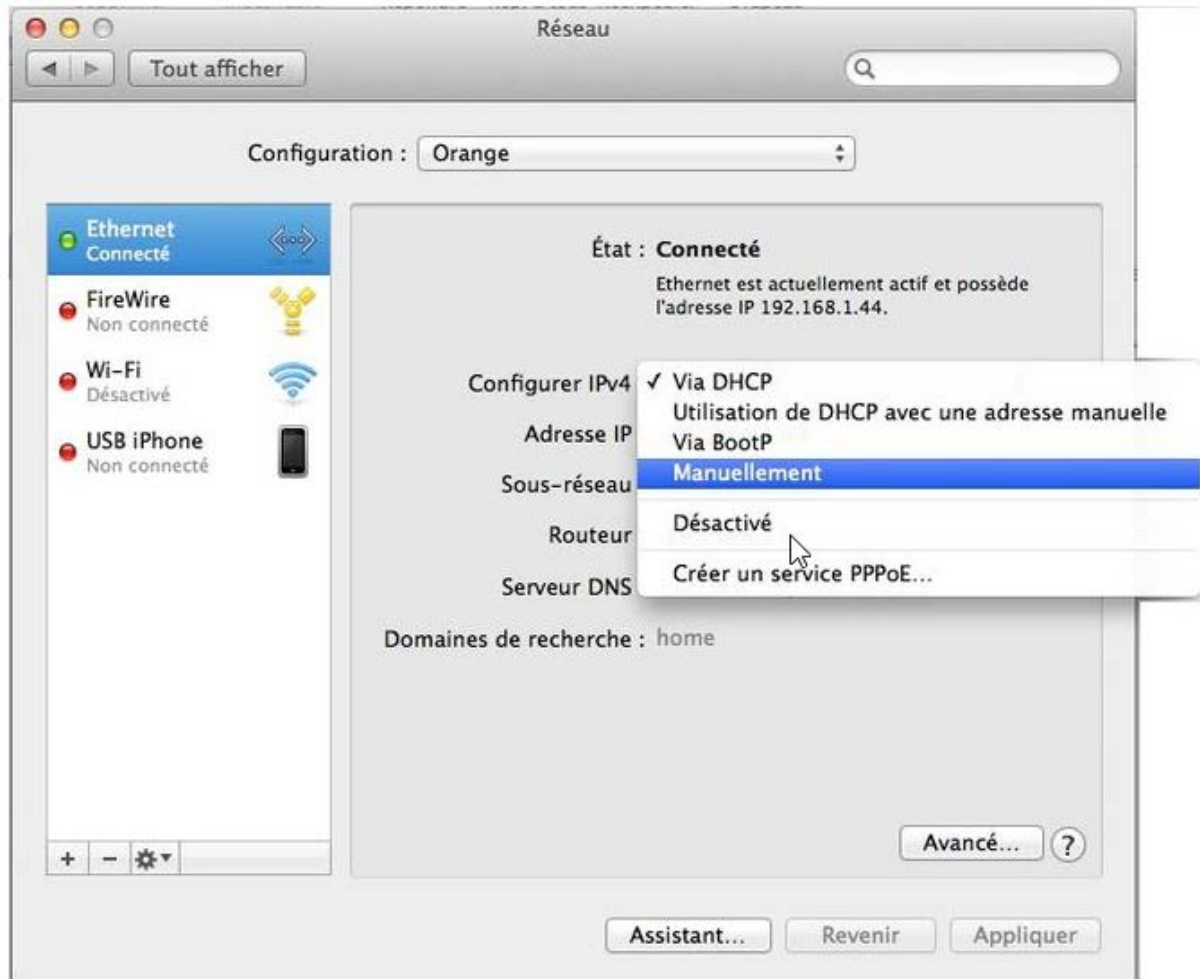 Réseau
Tout afficher
Configuration : Orange
Ethernet
Connecté
FireWire
Non connecté
Wi-Fi
Désactivé
USB iPhone
Non connecté
État : Connecté
Ethernet est actuellement actif et possède
l'adresse IP 192.168.1.44.
Configurer IPv4 ✓ Via DHCP
Utilisation de DHCP avec une adresse manuelle
Via BootP
Manuellement
Désactivé
Créer un service PPPoE...
Adresse IP
Sous-réseau
Routeur
Serveur DNS
Domaines de recherche : home
+ -
Avancé... ?
Assistant... Revenir Appliquer